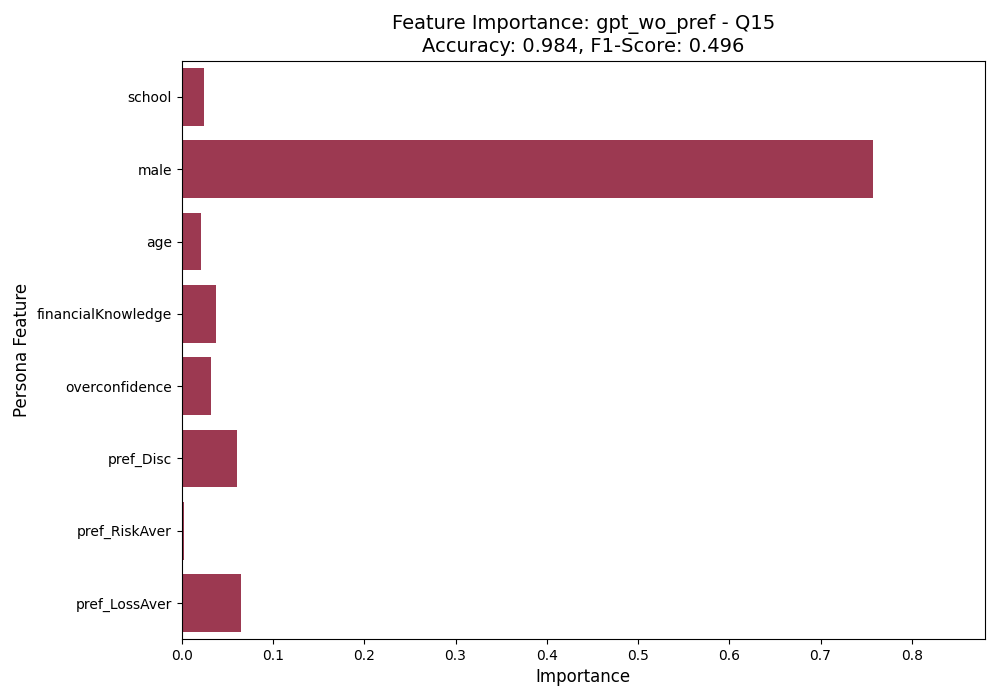 Feature Importance: gpt_wo_pref - Q15
Accuracy: 0.984, F1-Score: 0.496
Persona Feature
school
male
age
financialKnowledge
overconfidence
pref_Disc
pref_RiskAver
pref_LossAver
0.0 0.1 0.2 0.3 0.4 0.5 0.6 0.7 0.8
Importance